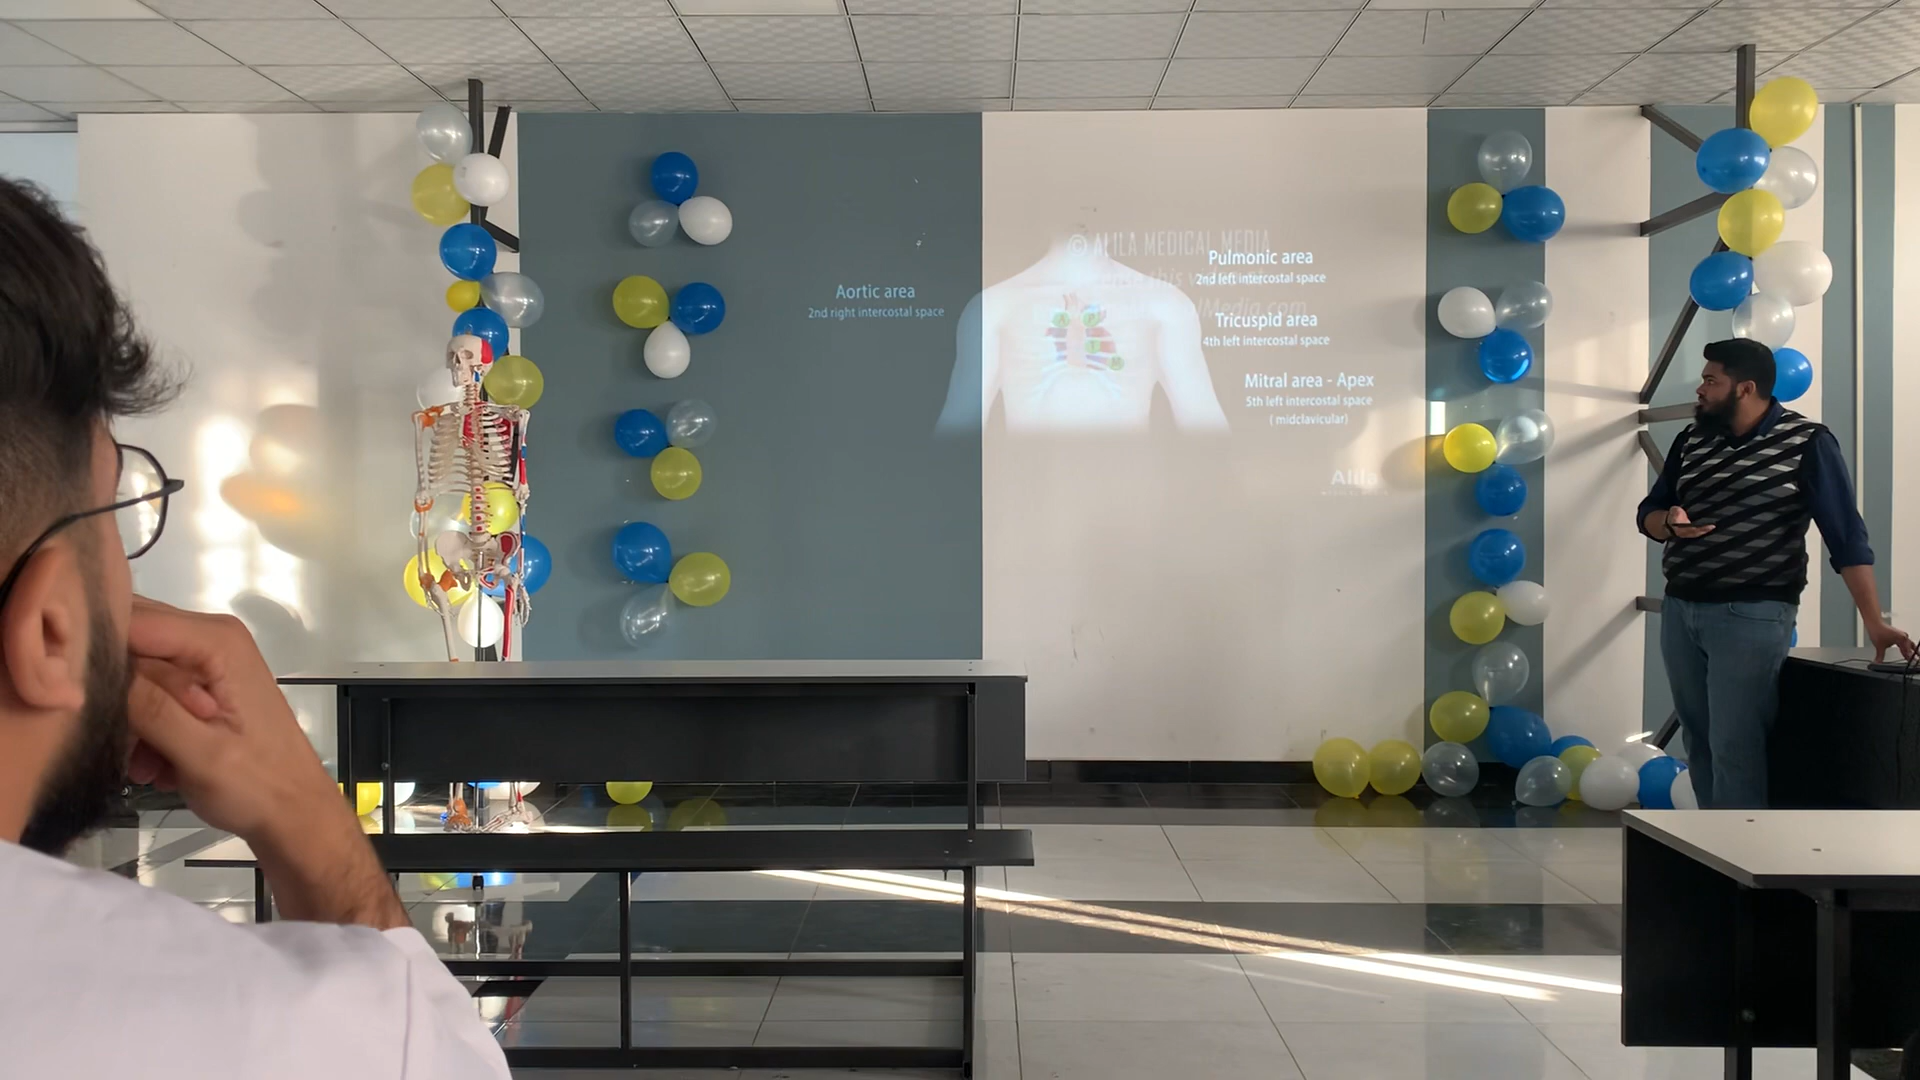 Aortic area
2nd right intercostal space
© ALILA MEDICAL MEDIA
Pulmonic area
2nd left intercostal space
Tricuspid area
4th left intercostal space
Mitral area - Apex
5th left intercostal space
( midclavicular)
Alila